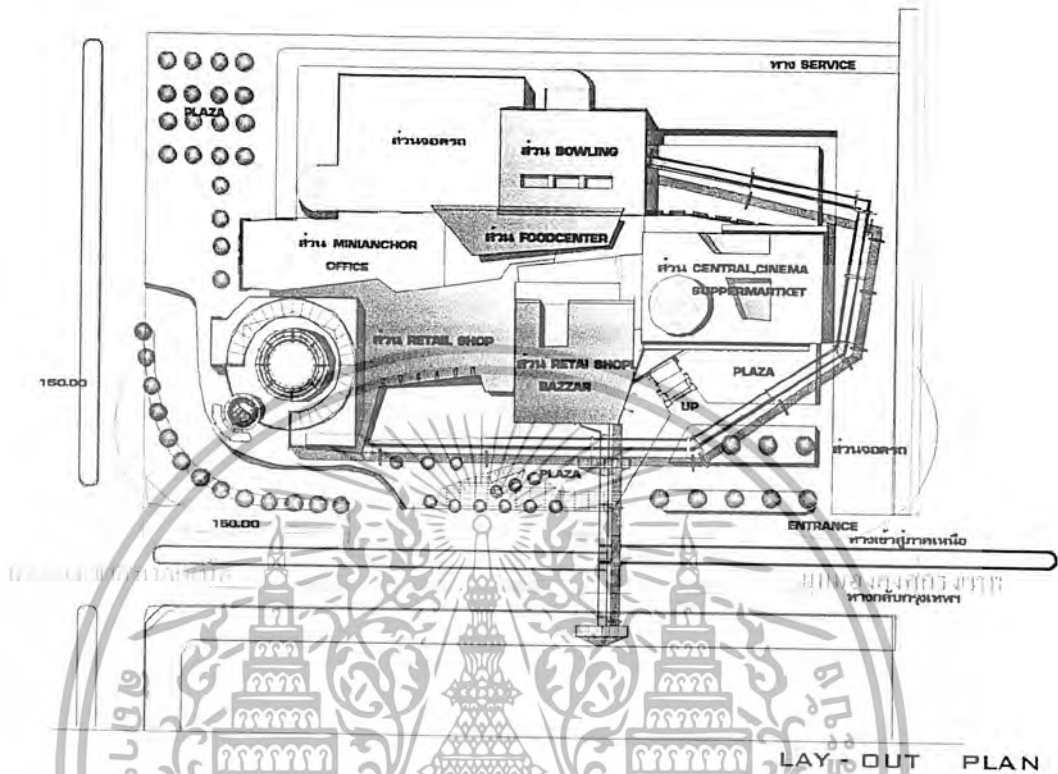 ทาง SERVICE
PLAZA
ส่วนจอดรถ
ส่วน BOWLING
ส่วน MINIANCHOR
OFFICE
ส่วน FOODCENTER
ส่วน CENTRAL,CINEMA
SUPPERMARTKET
ส่วน RETAIL SHOP
ส่วน RETAI SHOP
BAZZAR
PLAZA
UP
150.00
ส่วนจอดรถ
PLAZA
150.00
ENTRANCE
ทางเข้าสู่ภาคเหนือ
ทางกลับกรุงเทพฯ
LAY - OUT PLAN